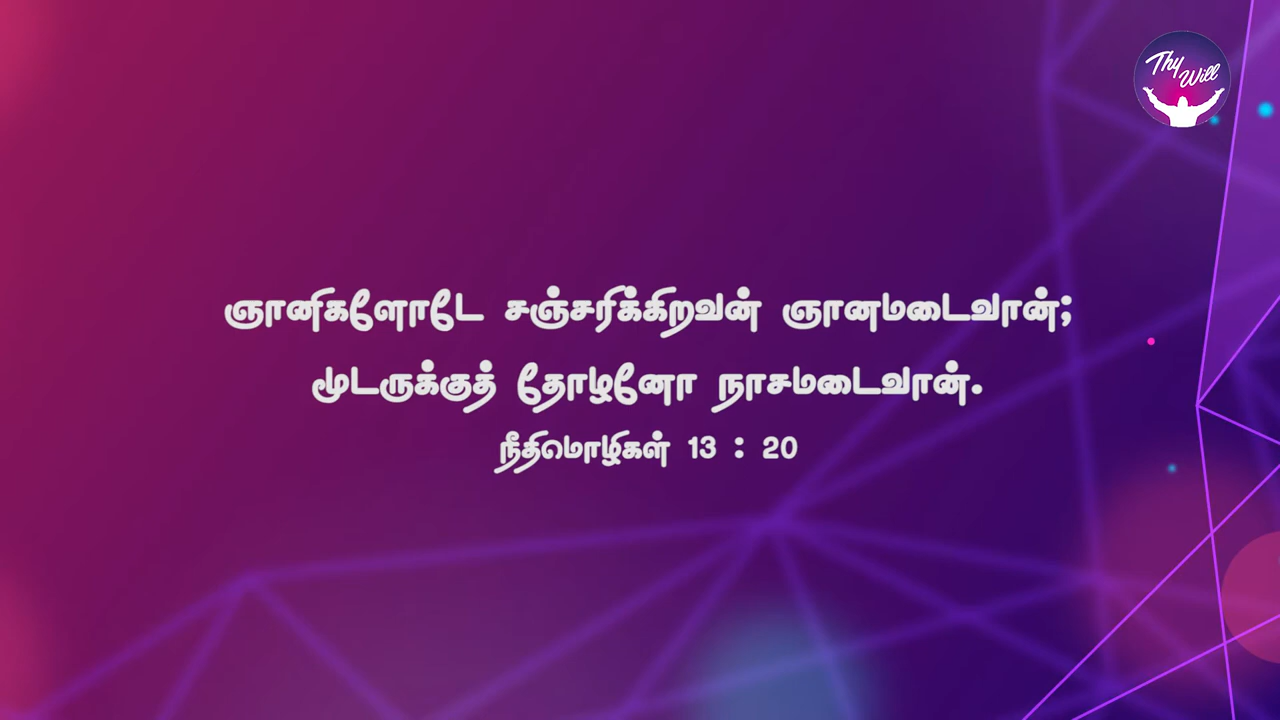 Thy Will
ஞானிகளோடே சஞ்சரிக்கிறவன் ஞானமடைவான்;
மூடருக்குத் தோழனோ நாசமடைவான்.
நீதிமொழிகள் 13 : 20